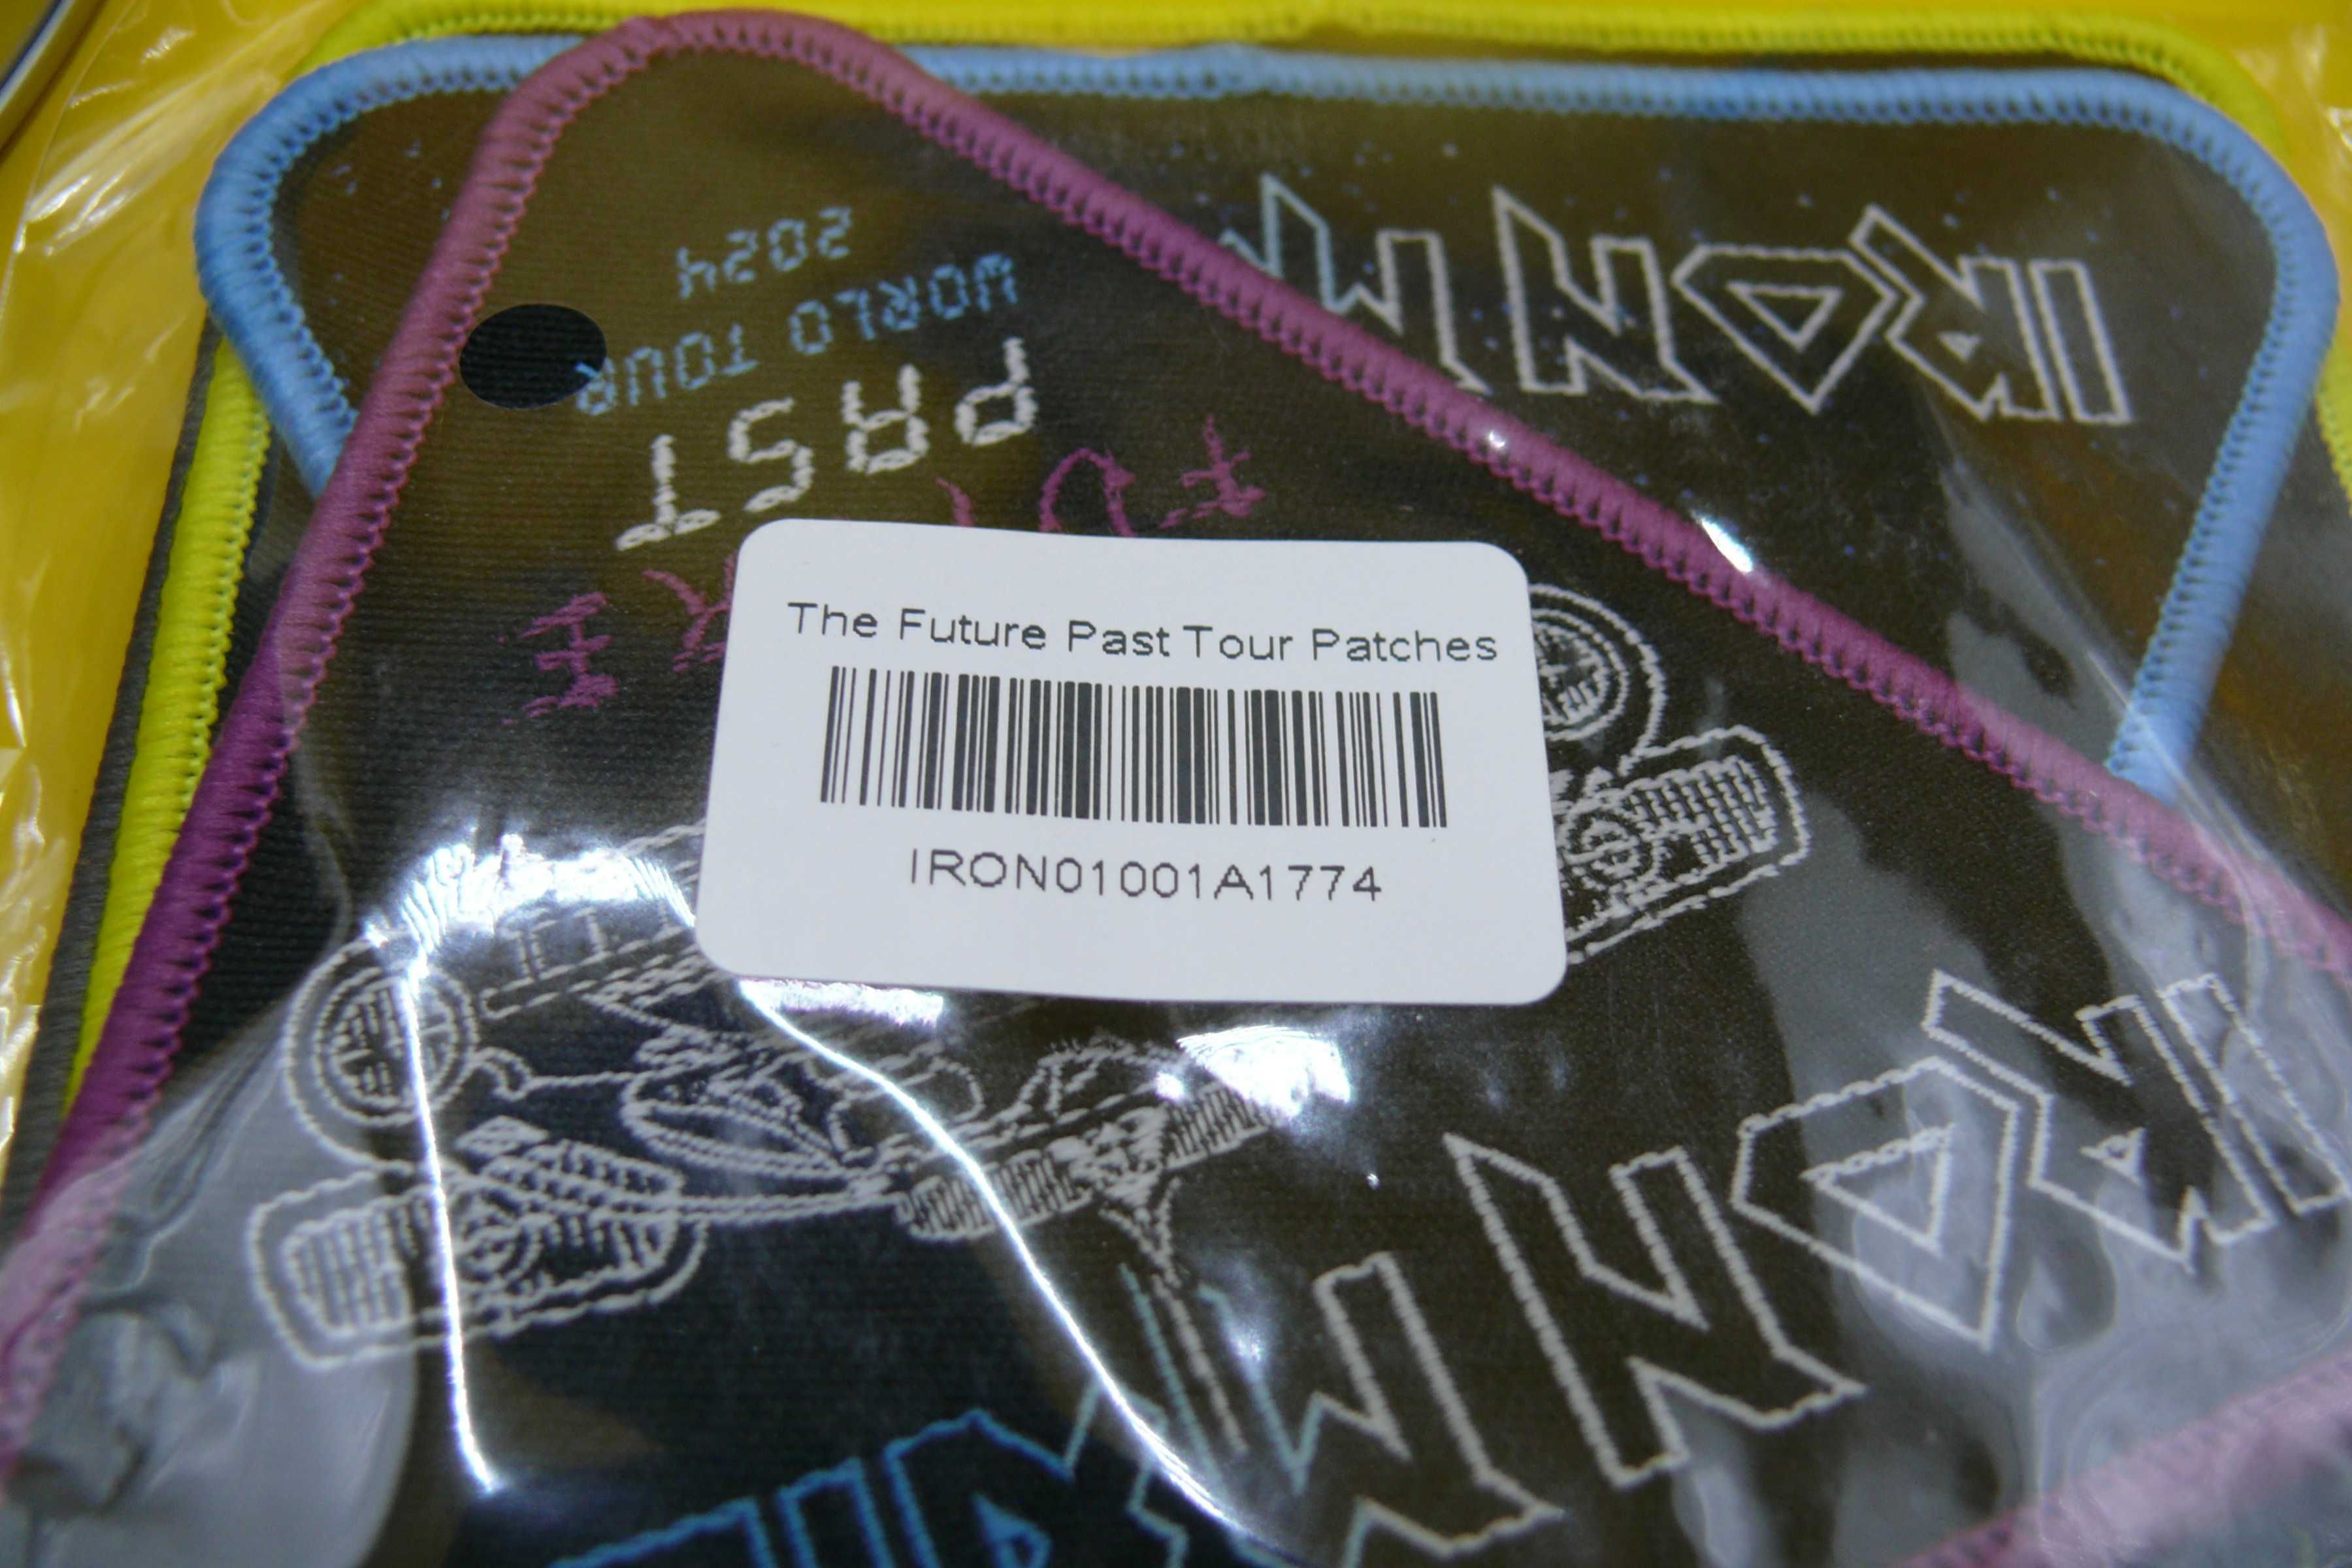 The Future Past Tour Patches
IRON01001A1774
IRON M
PAST
WORLD TOUR
2024
IRON M